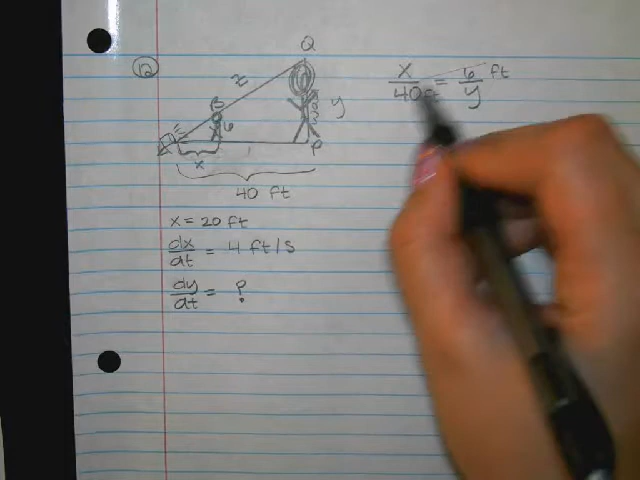 12
Q
z
B
6
y
x
P
40 ft
x = 20 ft
dx/dt = 4 ft/s
dy/dt = ?
x/40ft = 6/y ft